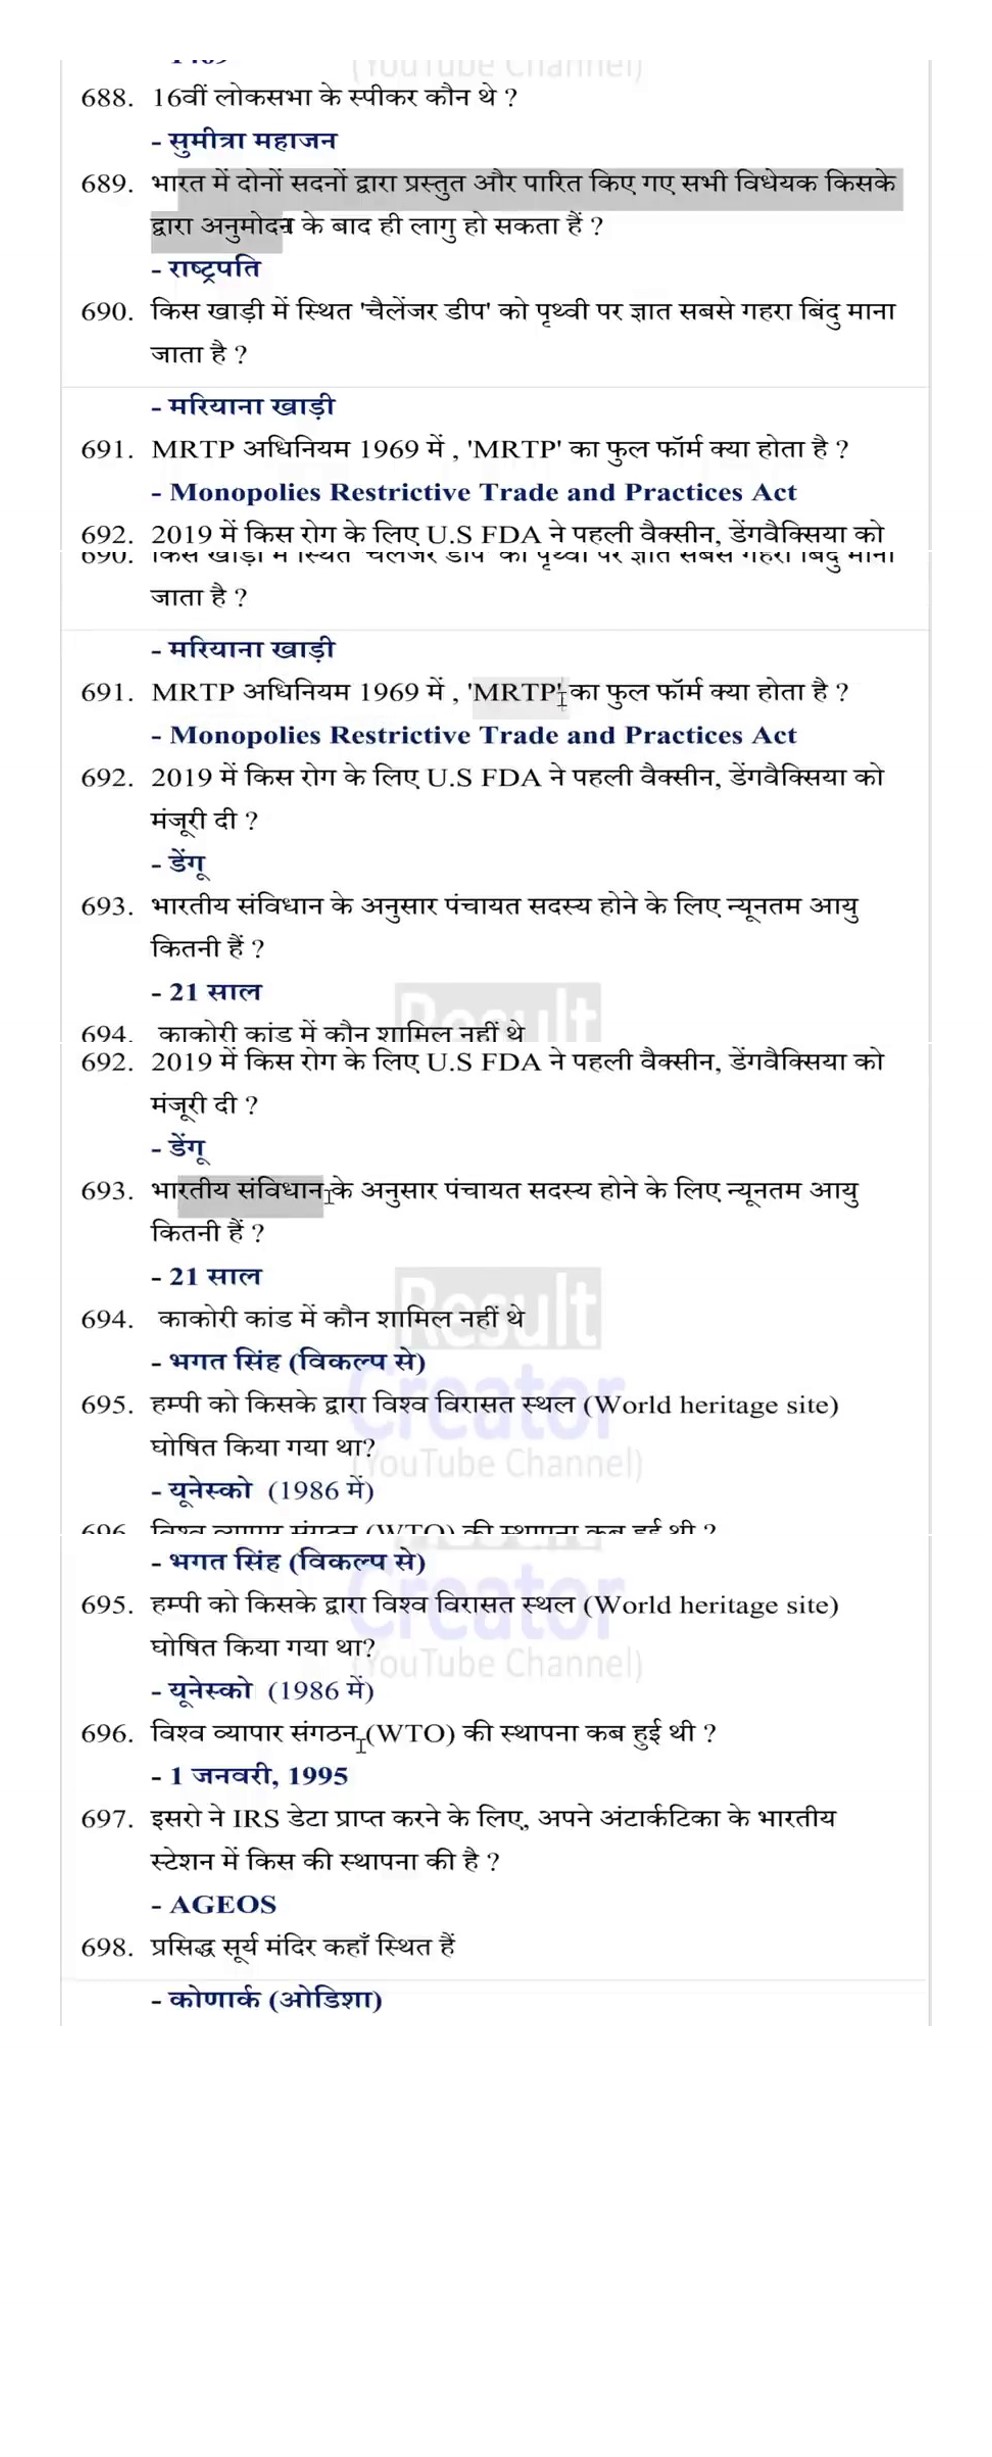 (YouTube Channel)
688. 16वीं लोकसभा के स्पीकर कौन थे ?
- सुमीत्रा महाजन
689. भारत में दोनों सदनों द्वारा प्रस्तुत और पारित किए गए सभी विधेयक किसके
द्वारा अनुमोदन के बाद ही लागु हो सकता हैं ?
- राष्ट्रपति
690. किस खाड़ी में स्थित 'चैलेंजर डीप' को पृथ्वी पर ज्ञात सबसे गहरा बिंदु माना
जाता है ?
- मरियाना खाड़ी
691. MRTP अधिनियम 1969 में , 'MRTP' का फुल फॉर्म क्या होता है ?
- Monopolies Restrictive Trade and Practices Act
692. 2019 में किस रोग के लिए U.S FDA ने पहली वैक्सीन, डेंगवैक्सिया को
690. किस खाड़ी में स्थित 'चैलेंजर डीप' को पृथ्वी पर ज्ञात सबसे गहरा बिंदु माना
जाता है ?
- मरियाना खाड़ी
691. MRTP अधिनियम 1969 में , 'MRTP' का फुल फॉर्म क्या होता है ?
- Monopolies Restrictive Trade and Practices Act
692. 2019 में किस रोग के लिए U.S FDA ने पहली वैक्सीन, डेंगवैक्सिया को
मंजूरी दी ?
- डेंगू
693. भारतीय संविधान के अनुसार पंचायत सदस्य होने के लिए न्यूनतम आयु
कितनी हैं ?
- 21 साल
Result
694. काकोरी कांड में कौन शामिल नहीं थे
692. 2019 में किस रोग के लिए U.S FDA ने पहली वैक्सीन, डेंगवैक्सिया को
मंजूरी दी ?
- डेंगू
693. भारतीय संविधान के अनुसार पंचायत सदस्य होने के लिए न्यूनतम आयु
कितनी हैं ?
- 21 साल
Result
694. काकोरी कांड में कौन शामिल नहीं थे
- भगत सिंह (विकल्प से)
Creator
695. हम्पी को किसके द्वारा विश्व विरासत स्थल (World heritage site)
घोषित किया गया था?
(YouTube Channel)
- यूनेस्को (1986 में)
696. विश्व व्यापार संगठन (WTO) की स्थापना कब हुई थी ?
- भगत सिंह (विकल्प से)
Creator
695. हम्पी को किसके द्वारा विश्व विरासत स्थल (World heritage site)
घोषित किया गया था?
(YouTube Channel)
- यूनेस्को (1986 में)
696. विश्व व्यापार संगठन (WTO) की स्थापना कब हुई थी ?
- 1 जनवरी, 1995
697. इसरो ने IRS डेटा प्राप्त करने के लिए, अपने अंटार्कटिका के भारतीय
स्टेशन में किस की स्थापना की है ?
- AGEOS
698. प्रसिद्ध सूर्य मंदिर कहाँ स्थित हैं
- कोणार्क (ओडिशा)